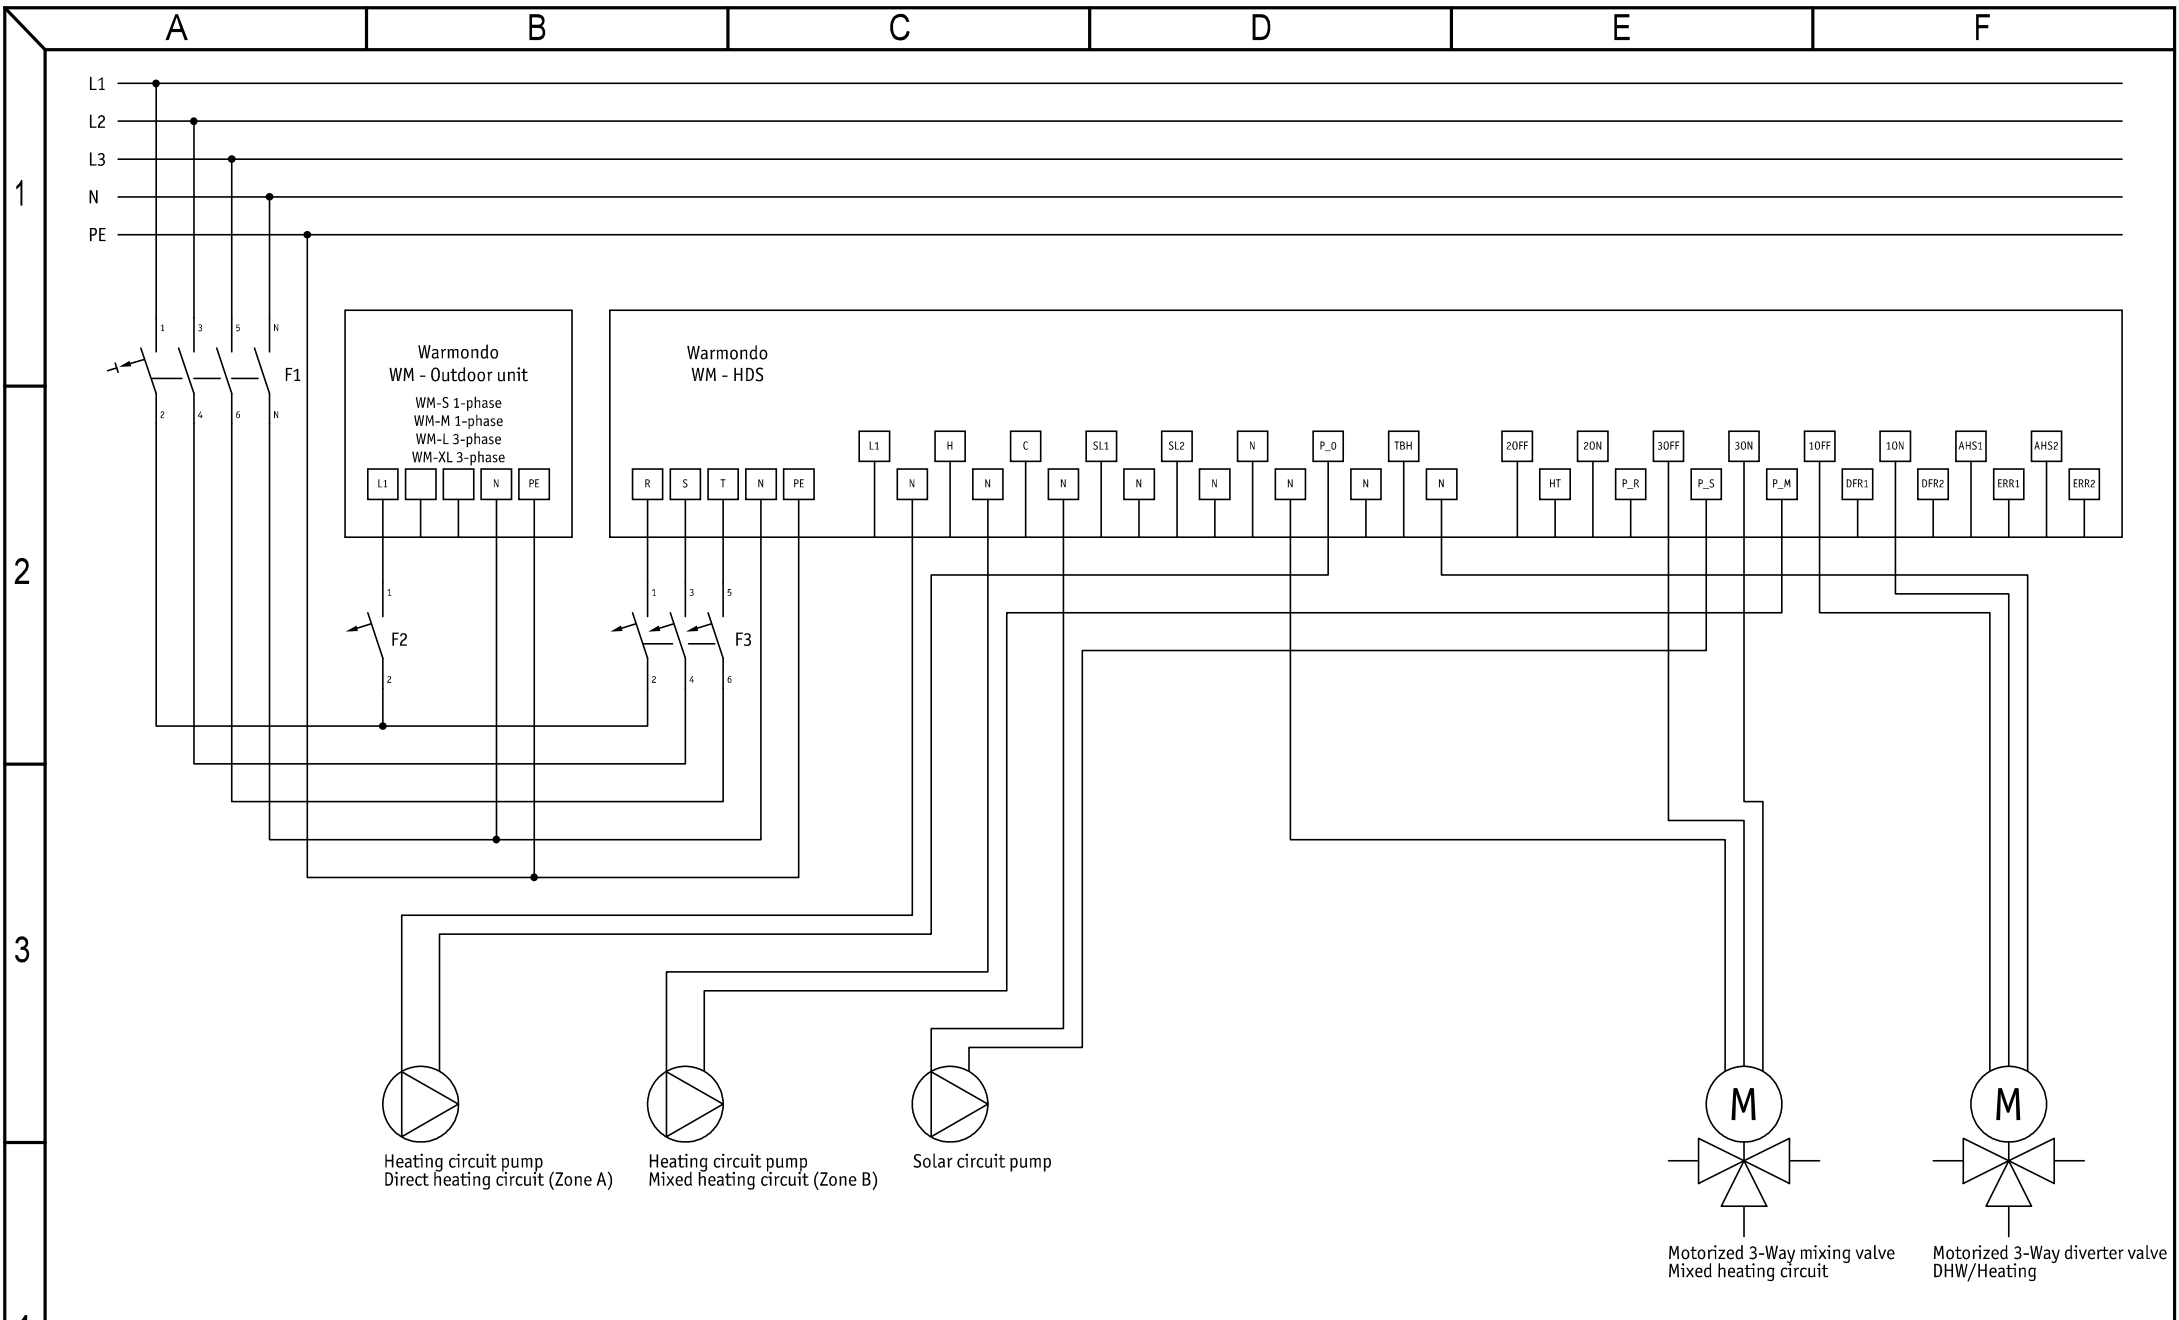 A B C D E F
L1
L2
L3
N
PE
1
1 3 5 N
F1
2 4 6 N
Warmondo
WM - Outdoor unit
WM-S 1-phase
WM-M 1-phase
WM-L 3-phase
WM-XL 3-phase
L1 N PE
Warmondo
WM - HDS
L1 H C SL1 SL2 N P_O TBH 2OFF 2ON 3OFF 3ON 1OFF 1ON AHS1 AHS2
R S T N PE N N N N N N N N HT P_R P_S P_M DFR1 DFR2 ERR1 ERR2
2
1
F2
2
1 3 5
F3
2 4 6
3
M
M
Heating circuit pump
Direct heating circuit (Zone A)
Heating circuit pump
Mixed heating circuit (Zone B)
Solar circuit pump
Motorized 3-Way mixing valve
Mixed heating circuit
Motorized 3-Way diverter valve
DHW/Heating